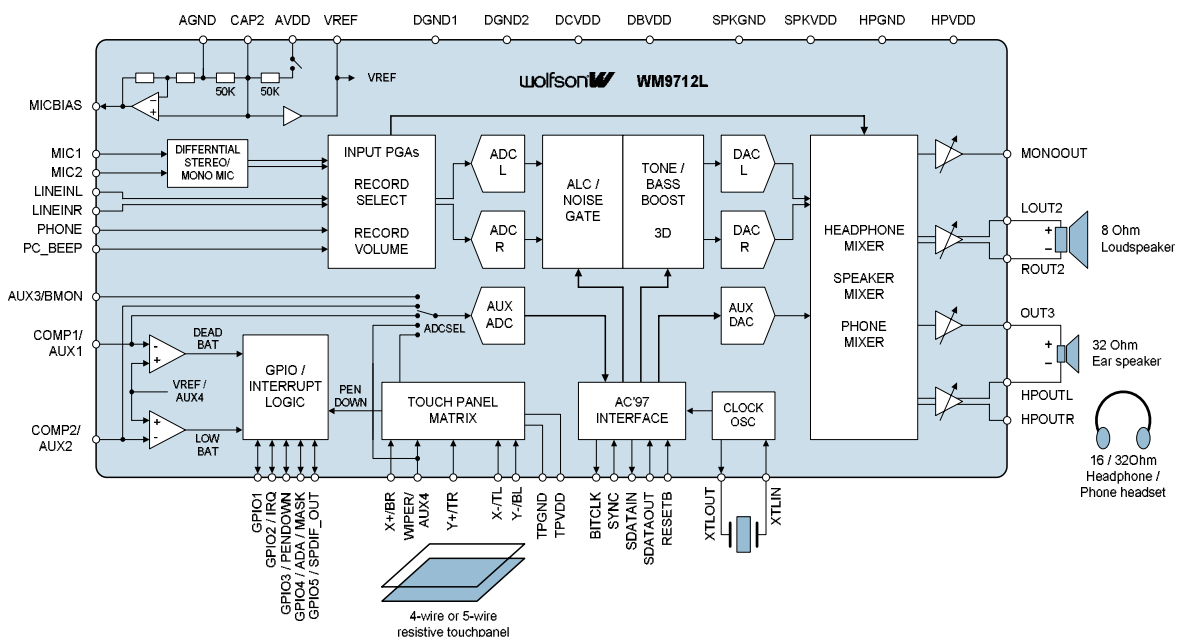 AGND CAP2 AVDD VREF DGND1 DGND2 DCVDD DBVDD SPKGND SPKVDD HPGND HPVDD
VREF
50K 50K
wolfson WM9712L
MICBIAS
MIC1
MIC2
LINEINL
LINEINR
PHONE
PC_BEEP
DIFFERNTIAL
STEREO/
MONO MIC
INPUT PGAs
RECORD
SELECT
RECORD
VOLUME
ADC
L
ADC
R
ALC /
NOISE
GATE
TONE /
BASS
BOOST
3D
DAC
L
DAC
R
HEADPHONE
MIXER
SPEAKER
MIXER
PHONE
MIXER
MONOOUT
LOUT2
8 Ohm
Loudspeaker
+
−
ROUT2
OUT3
32 Ohm
Ear speaker
+
−
HPOUTL
HPOUTR
16 / 32Ohm
Headphone /
Phone headset
AUX3/BMON
COMP1/
AUX1
COMP2/
AUX2
DEAD
BAT
-
+
VREF /
AUX4
+
-
LOW
BAT
GPIO /
INTERRUPT
LOGIC
PEN
DOWN
ADCSEL
AUX
ADC
TOUCH PANEL
MATRIX
AUX
DAC
AC'97
INTERFACE
CLOCK
OSC
GPIO1
GPIO2 / IRQ
GPIO3 / PENDOWN
GPIO4 / ADA / MASK
GPIO5 / SPDIF_OUT
X+/BR
WIPER/
AUX4
Y+/TR
X-/TL
Y-/BL
TPGND
TPVDD
BITCLK
SYNC
SDATAIN
SDATAOUT
RESETB
XTLOUT
XTLIN
4-wire or 5-wire
resistive touchpanel